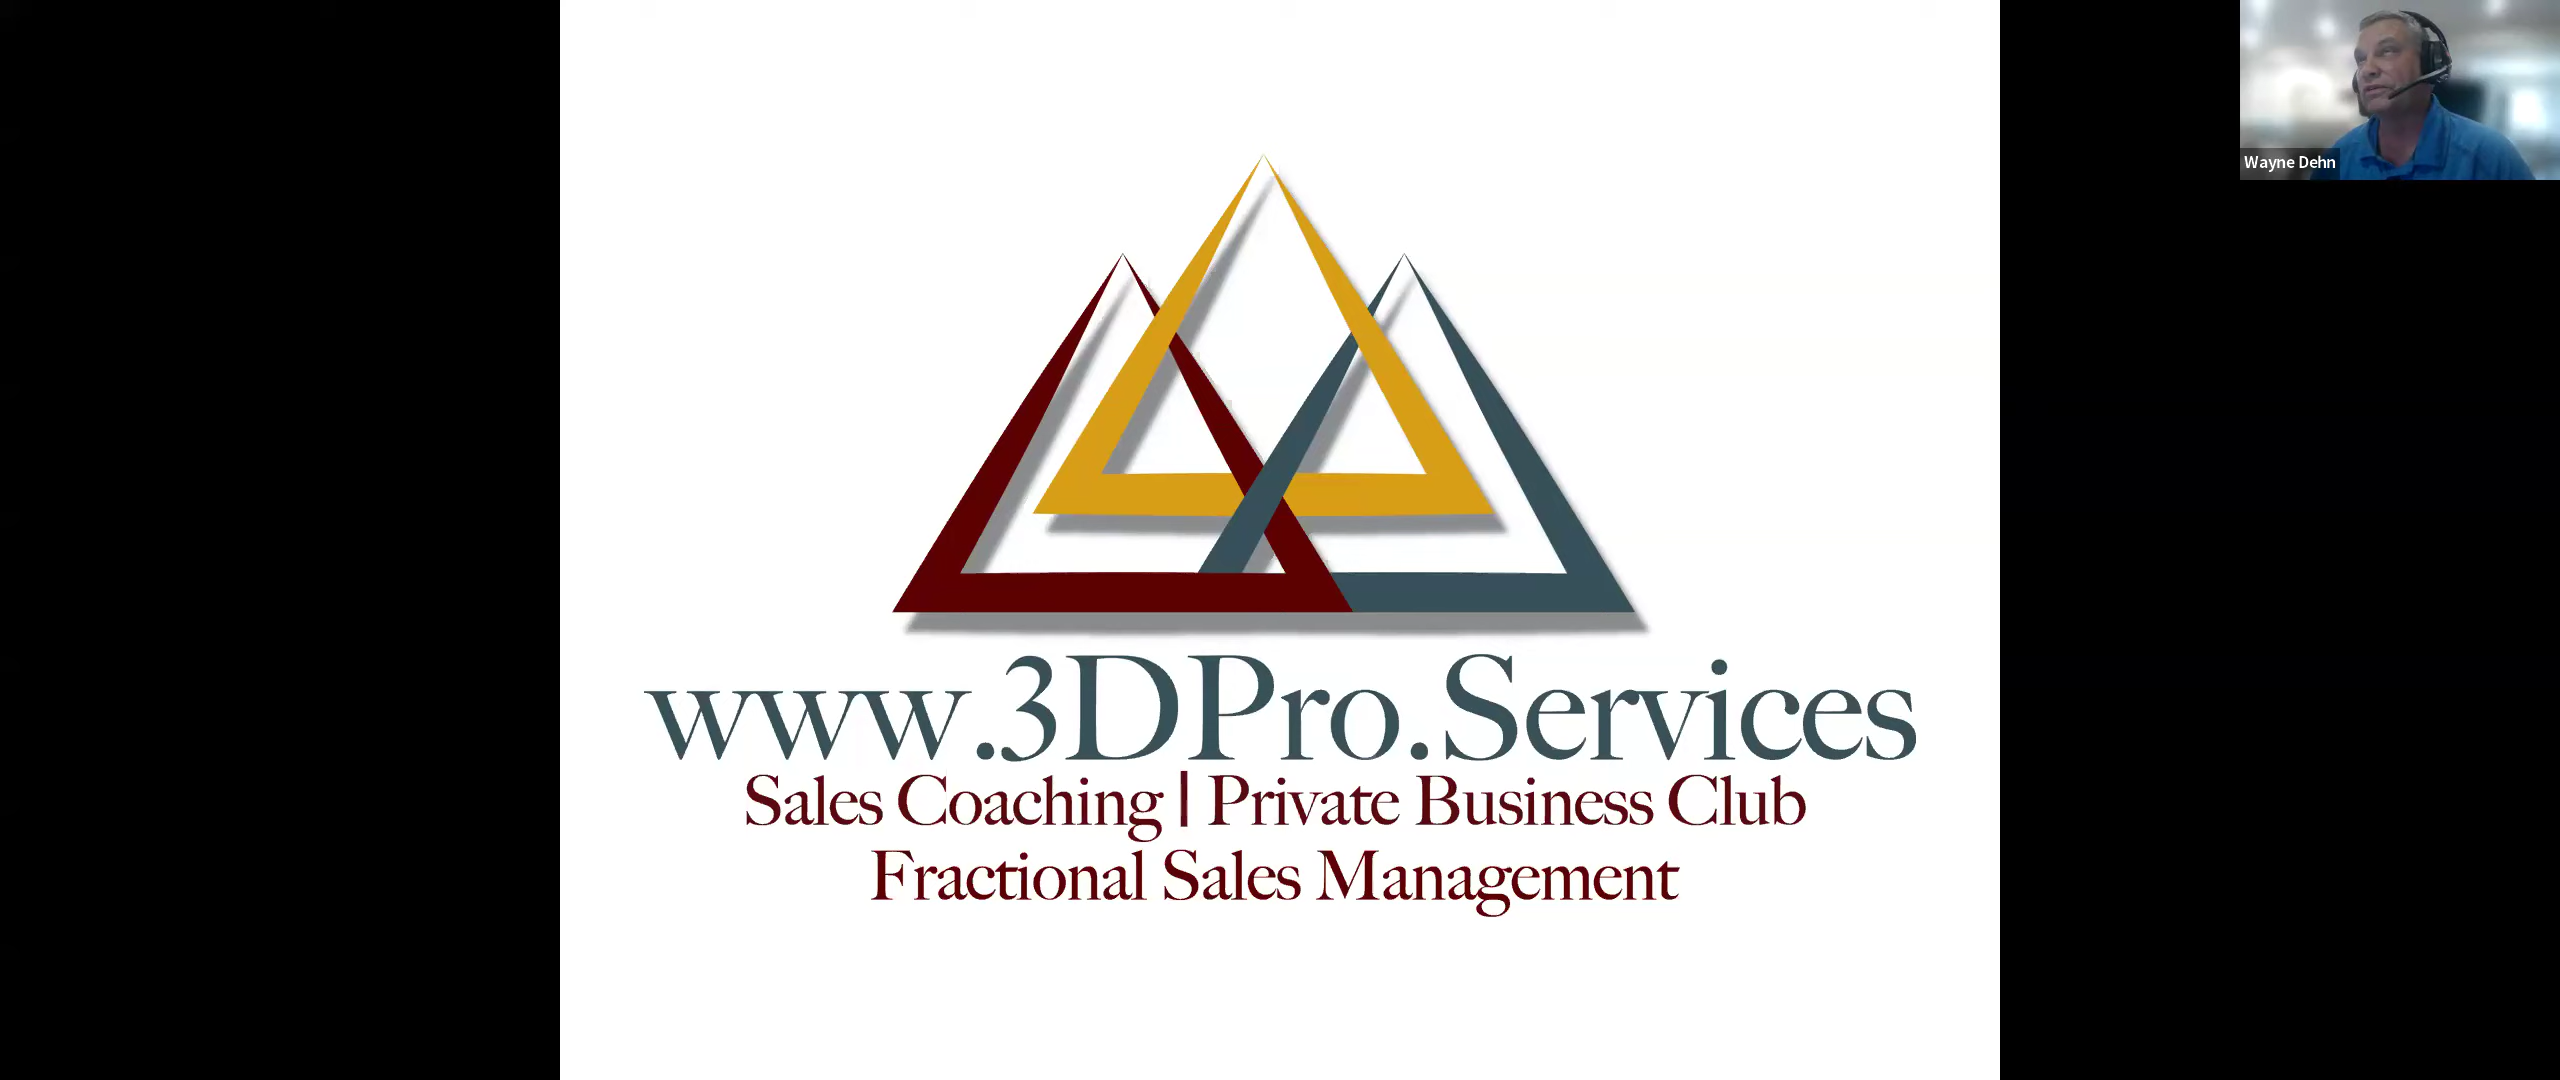 Wayne Dehn
www.3DPro.Services
Sales Coaching | Private Business Club
Fractional Sales Management